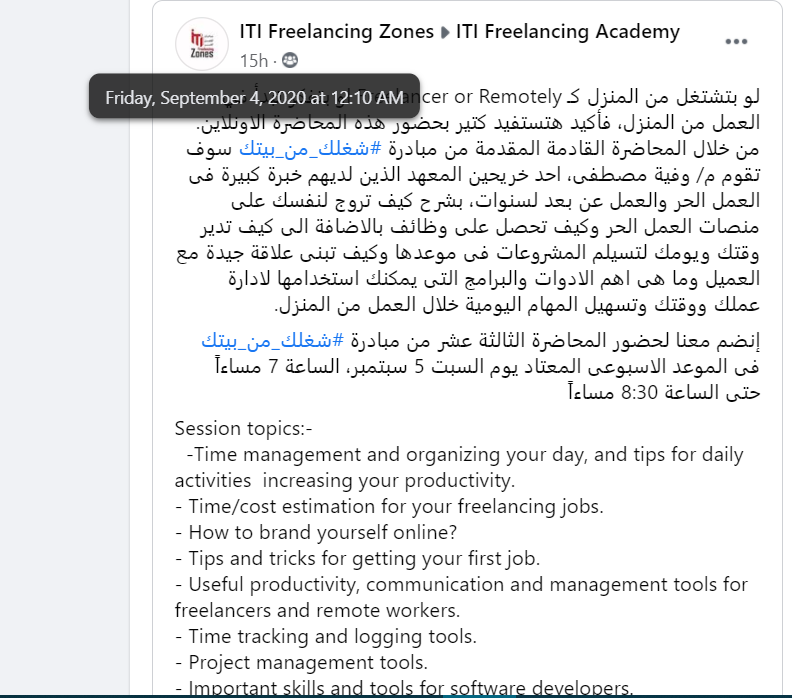 ITI Freelancing Zones ITI Freelancing Academy
ITI
Zones
15h ·
Friday, September 4, 2020 at 12:10 AM
لو بتشتغل من المنزل كـ Freelancer or Remotely
العمل من المنزل، فأكيد هتستفيد كتير بحضور هذه المحاضرة الاونلاين.
من خلال المحاضرة القادمة المقدمة من مبادرة #شغلك_من_بيتك سوف
تقوم م/ وفية مصطفى، احد خريجين المعهد الذين لديهم خبرة كبيرة فى
العمل الحر والعمل عن بعد لسنوات، بشرح كيف تروج لنفسك على
منصات العمل الحر وكيف تحصل على وظائف بالاضافة الى كيف تدير
وقتك ويومك لتسيلم المشروعات فى موعدها وكيف تبنى علاقة جيدة مع
العميل وما هى اهم الادوات والبرامج التى يمكنك استخدامها لادارة
عملك ووقتك وتسهيل المهام اليومية خلال العمل من المنزل.
إنضم معنا لحضور المحاضرة الثالثة عشر من مبادرة #شغلك_من_بيتك
فى الموعد الاسبوعى المعتاد يوم السبت 5 سبتمبر، الساعة 7 مساءاً
حتى الساعة 8:30 مساءاً
Session topics:-
-Time management and organizing your day, and tips for daily
activities increasing your productivity.
- Time/cost estimation for your freelancing jobs.
- How to brand yourself online?
- Tips and tricks for getting your first job.
- Useful productivity, communication and management tools for
freelancers and remote workers.
- Time tracking and logging tools.
- Project management tools.
- Important skills and tools for software developers.